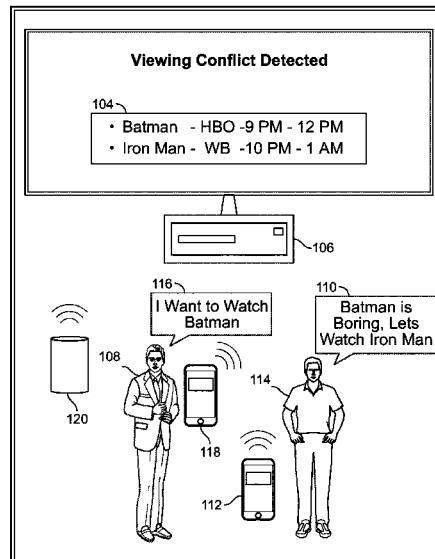 Viewing Conflict Detected
104
• Batman - HBO -9 PM - 12 PM
• Iron Man - WB -10 PM - 1 AM
106
116
I Want to Watch
Batman
110
Batman is
Boring, Lets
Watch Iron Man
108
114
120
118
112